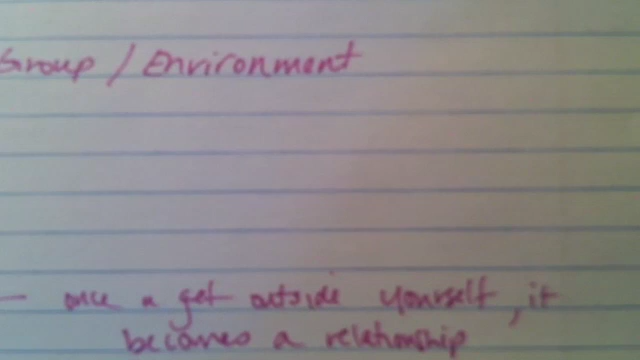 Group / Environment
– once a get outside yourself, it
becomes a relationship